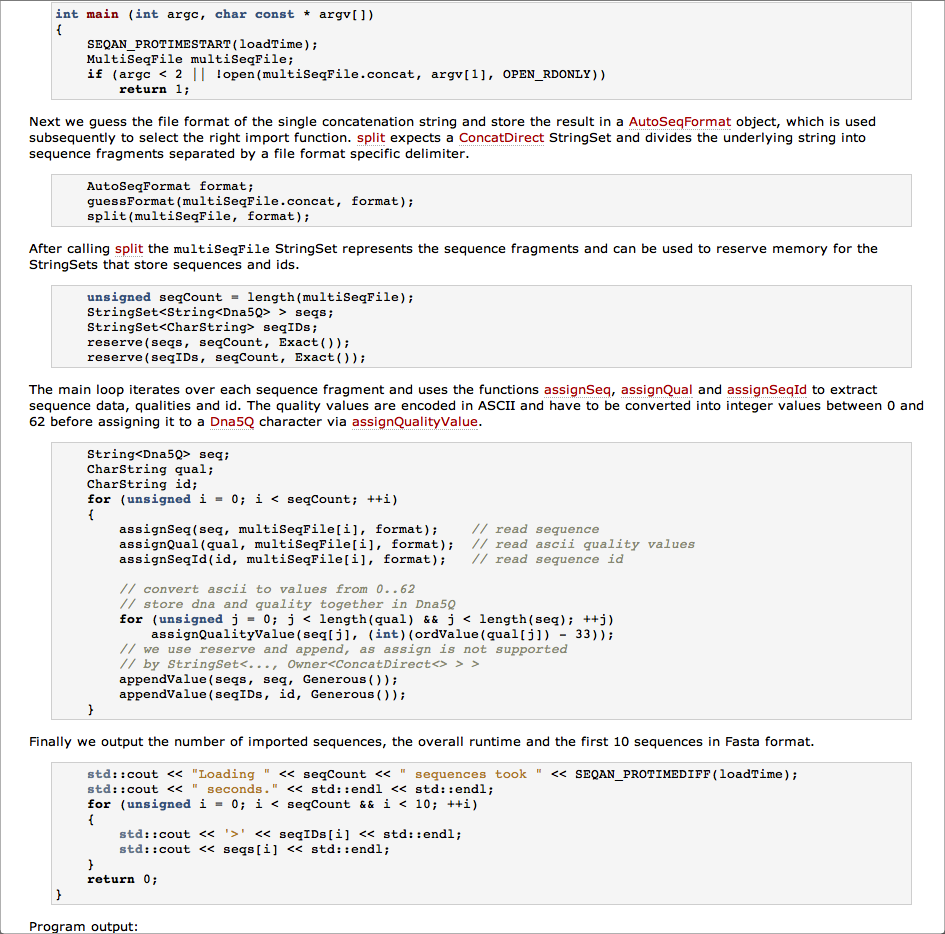 int main (int argc, char const * argv[])
{
    SEQAN_PROTIMESTART(loadTime);
    MultiSeqFile multiSeqFile;
    if (argc < 2 || !open(multiSeqFile.concat, argv[1], OPEN_RDONLY))
        return 1;
Next we guess the file format of the single concatenation string and store the result in a AutoSeqFormat object, which is used
subsequently to select the right import function. split expects a ConcatDirect StringSet and divides the underlying string into
sequence fragments separated by a file format specific delimiter.
    AutoSeqFormat format;
    guessFormat(multiSeqFile.concat, format);
    split(multiSeqFile, format);
After calling split the multiSeqFile StringSet represents the sequence fragments and can be used to reserve memory for the
StringSets that store sequences and ids.
    unsigned seqCount = length(multiSeqFile);
    StringSet<String<Dna5Q> > seqs;
    StringSet<CharString> seqIDs;
    reserve(seqs, seqCount, Exact());
    reserve(seqIDs, seqCount, Exact());
The main loop iterates over each sequence fragment and uses the functions assignSeq, assignQual and assignSeqId to extract
sequence data, qualities and id. The quality values are encoded in ASCII and have to be converted into integer values between 0 and
62 before assigning it to a Dna5Q character via assignQualityValue.
    String<Dna5Q> seq;
    CharString qual;
    CharString id;
    for (unsigned i = 0; i < seqCount; ++i)
    {
        assignSeq(seq, multiSeqFile[i], format);    // read sequence
        assignQual(qual, multiSeqFile[i], format);  // read ascii quality values
        assignSeqId(id, multiSeqFile[i], format);   // read sequence id
        // convert ascii to values from 0..62
        // store dna and quality together in Dna5Q
        for (unsigned j = 0; j < length(qual) && j < length(seq); ++j)
            assignQualityValue(seq[j], (int)(ordValue(qual[j]) - 33));
        // we use reserve and append, as assign is not supported
        // by StringSet<..., Owner<ConcatDirect<> > >
        appendValue(seqs, seq, Generous());
        appendValue(seqIDs, id, Generous());
    }
Finally we output the number of imported sequences, the overall runtime and the first 10 sequences in Fasta format.
    std::cout << "Loading " << seqCount << " sequences took " << SEQAN_PROTIMEDIFF(loadTime);
    std::cout << " seconds." << std::endl << std::endl;
    for (unsigned i = 0; i < seqCount && i < 10; ++i)
    {
        std::cout << '>' << seqIDs[i] << std::endl;
        std::cout << seqs[i] << std::endl;
    }
    return 0;
}
Program output: